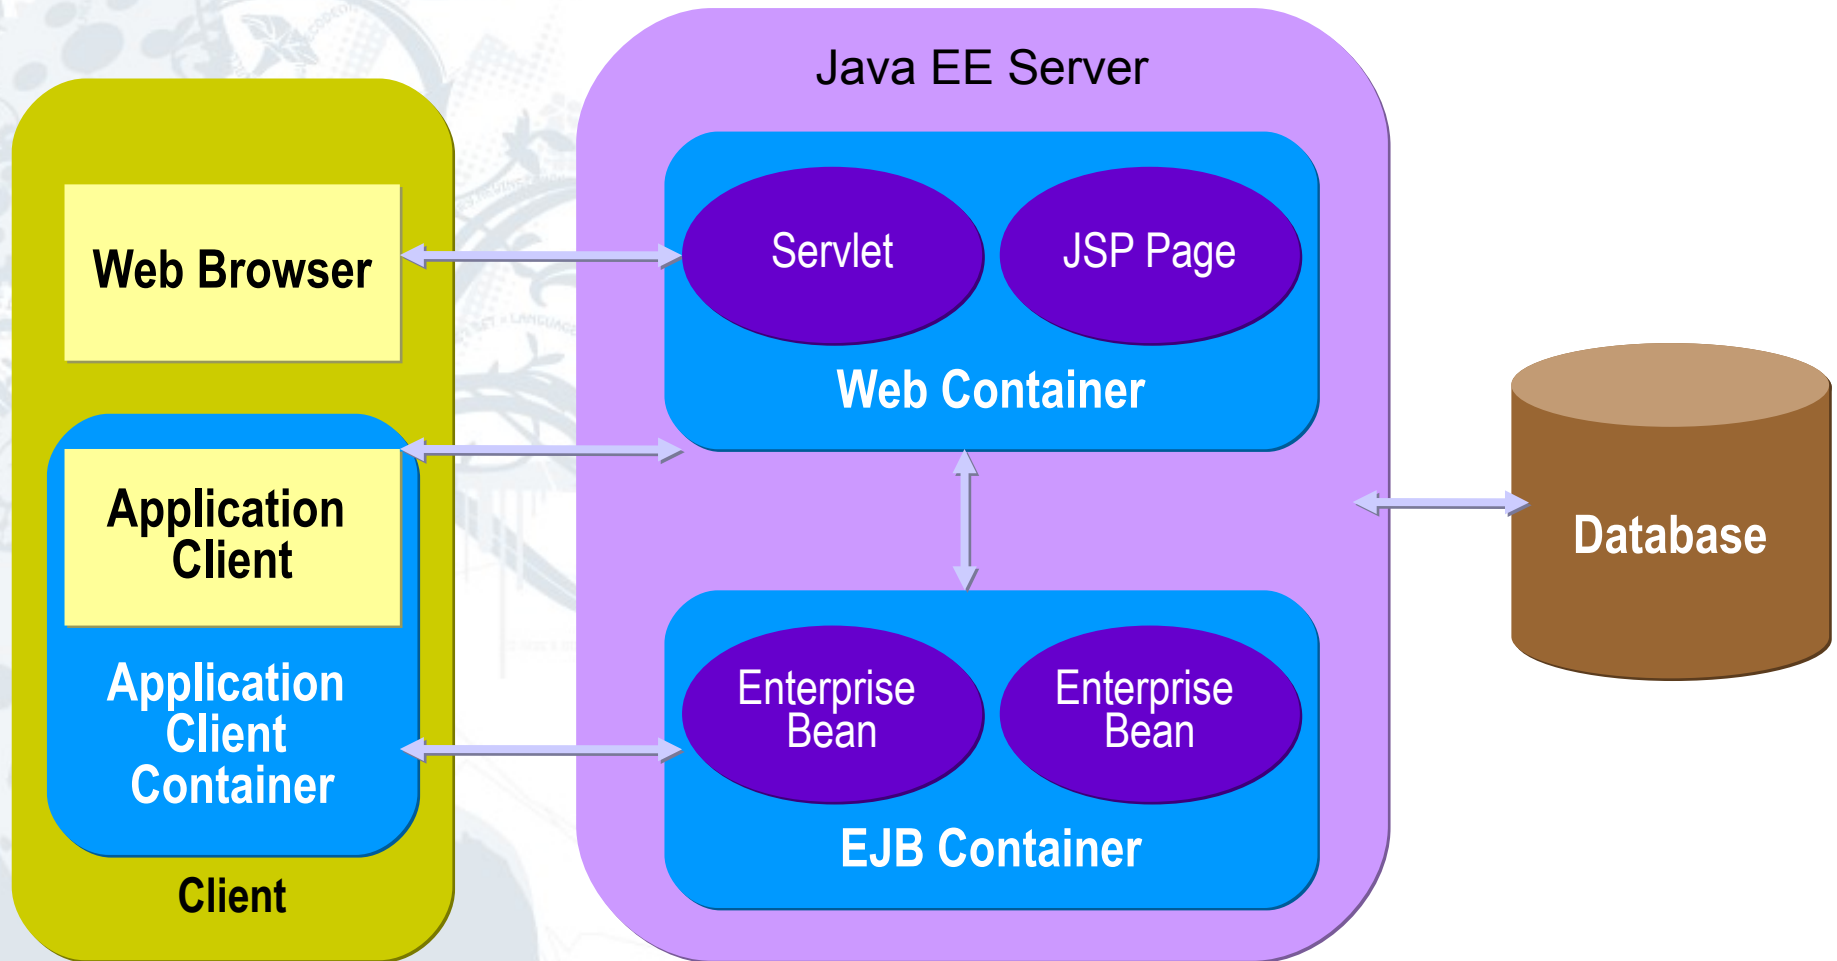 Java EE Server
Web Browser
Servlet
JSP Page
Web Container
Application
Client
Application
Client
Container
Client
Enterprise
Bean
Enterprise
Bean
EJB Container
Database